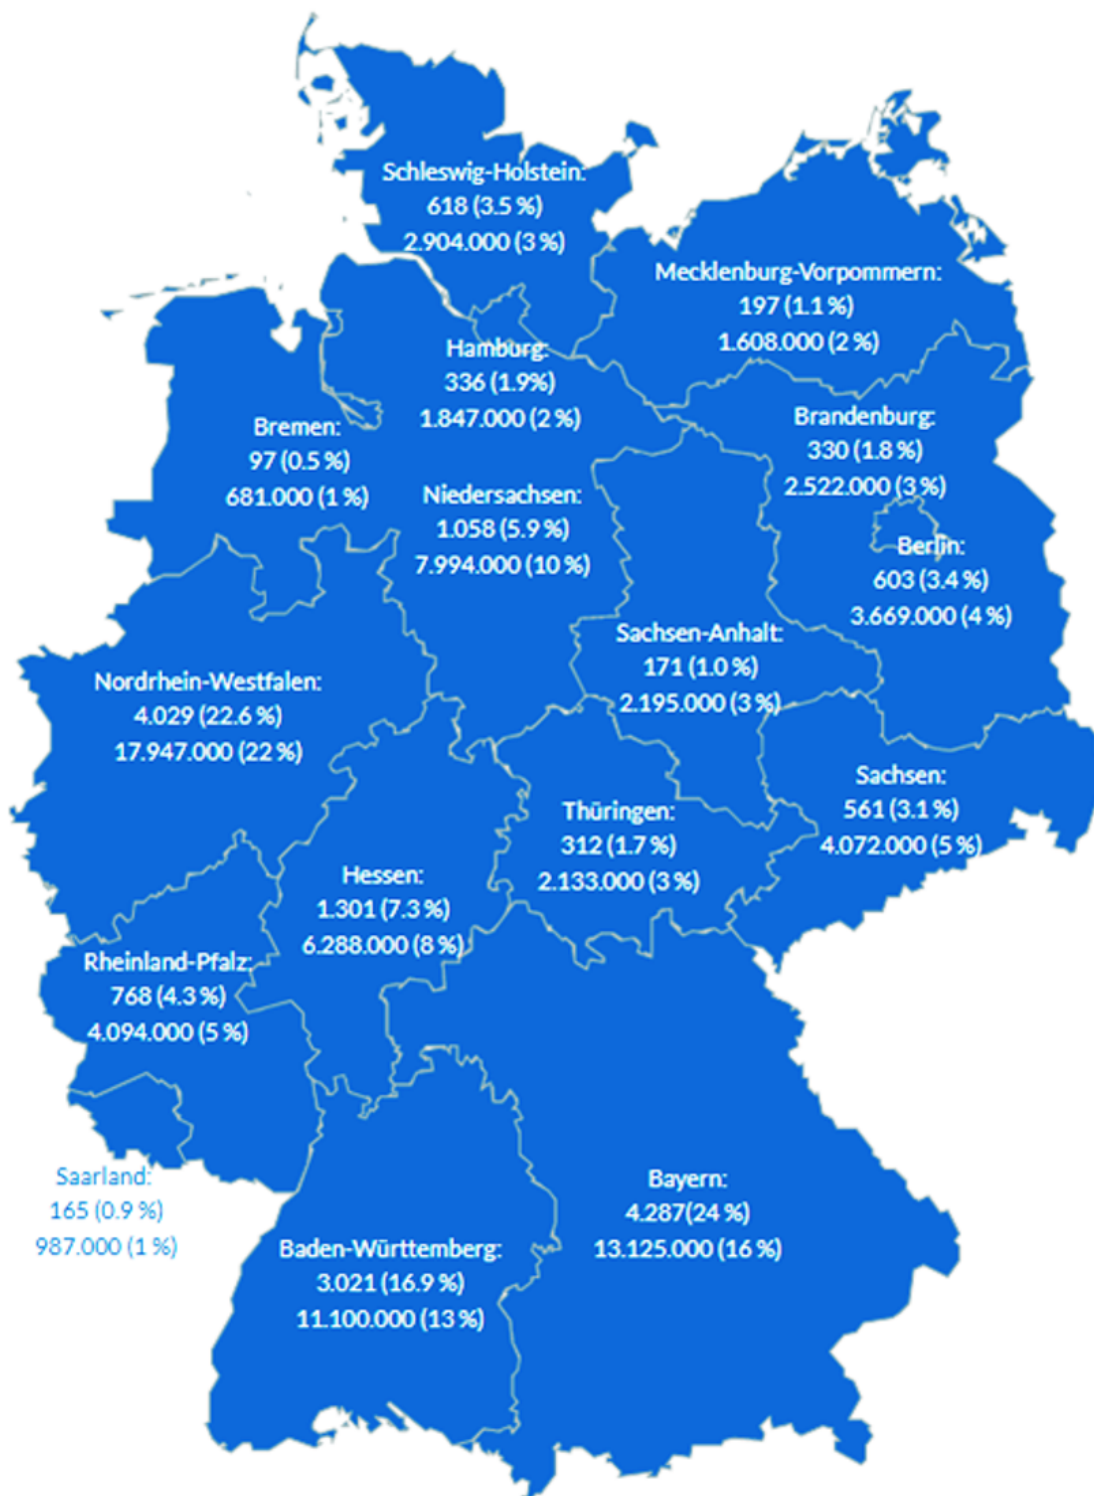 Schleswig-Holstein:
618 (3.5 %)
2.904.000 (3 %)
Mecklenburg-Vorpommern:
197 (1.1 %)
1.608.000 (2 %)
Hamburg:
336 (1.9%)
1.847.000 (2 %)
Brandenburg:
330 (1.8 %)
2.522.000 (3 %)
Bremen:
97 (0.5 %)
681.000 (1 %)
Niedersachsen:
1.058 (5.9 %)
7.994.000 (10 %)
Berlin:
603 (3.4 %)
3.669.000 (4 %)
Sachsen-Anhalt:
171 (1.0 %)
2.195.000 (3 %)
Nordrhein-Westfalen:
4.029 (22.6 %)
17.947.000 (22 %)
Sachsen:
561 (3.1 %)
4.072.000 (5 %)
Thüringen:
312 (1.7 %)
2.133.000 (3 %)
Hessen:
1.301 (7.3 %)
6.288.000 (8 %)
Rheinland-Pfalz:
768 (4.3 %)
4.094.000 (5 %)
Saarland:
165 (0.9 %)
987.000 (1 %)
Bayern:
4.287(24 %)
13.125.000 (16 %)
Baden-Württemberg:
3.021 (16.9 %)
11.100.000 (13 %)